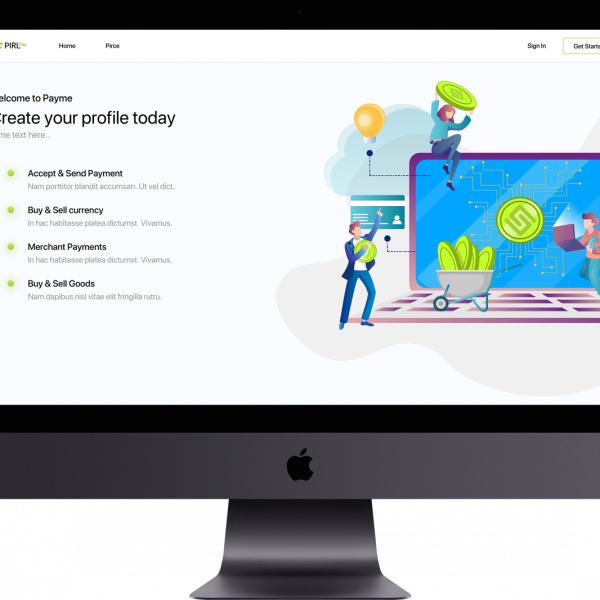 PIRL Pay
Home
Pirce
Sign In
Get Starte
elcome to Payme
reate your profile today
me text here..
Accept & Send Payment
Nam porttitor blandit accumsan. Ut vel dict.
Buy & Sell currency
In hac habitasse platea dictumst. Vivamus.
Merchant Payments
In hac habitasse platea dictumst. Vivamus.
Buy & Sell Goods
Nam dapibus nisl vitae elit fringilla rutru.